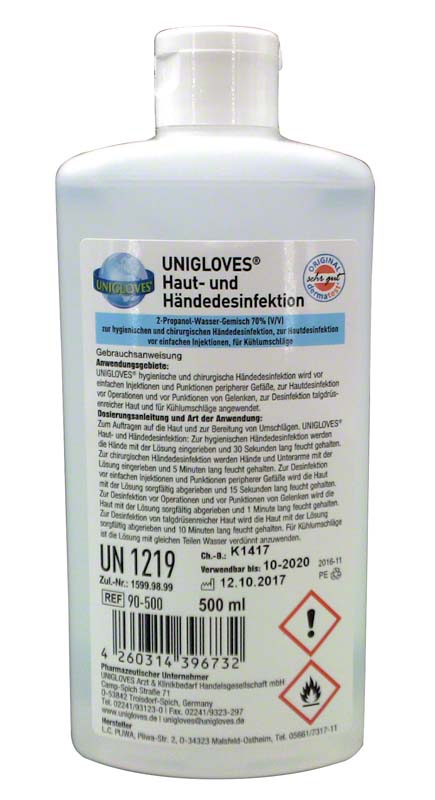 UNIGLOVES®
Haut- und
Händedesinfektion
UNIGLOVES®
ORIGINAL
sehr gut
dermatest
2-Propanol-Wasser-Gemisch 70% (V/V)
zur hygienischen und chirurgischen Händedesinfektion, zur Hautdesinfektion
vor einfachen Injektionen, für Kühlumschläge
Gebrauchsanweisung
Anwendungsgebiete:
UNIGLOVES® hygienische und chirurgische Händedesinfektion wird vor
einfachen Injektionen und Punktionen peripherer Gefäße, zur Hautdesinfektion
vor Operationen und vor Punktionen von Gelenken, zur Desinfektion talgdrüs-
enreicher Haut und für Kühlumschläge angewendet.
Dosierungsanleitung und Art der Anwendung:
Zum Auftragen auf die Haut und zur Bereitung von Umschlägen. UNIGLOVES®
Haut- und Händedesinfektion: Zur hygienischen Händedesinfektion werden
die Hände mit der Lösung eingerieben und 30 Sekunden lang feucht gehalten.
Zur chirurgischen Händedesinfektion werden Hände und Unterarme mit der
Lösung eingerieben und 5 Minuten lang feucht gehalten. Zur Desinfektion
vor einfachen Injektionen und Punktionen peripherer Gefäße wird die Haut
mit der Lösung sorgfältig abgerieben und 15 Sekunden lang feucht gehalten.
Zur Desinfektion vor Operationen und vor Punktionen von Gelenken wird die
Haut mit der Lösung sorgfältig abgerieben und 1 Minute lang feucht gehalten.
Zur Desinfektion von talgdrüsenreicher Haut wird die Haut mit der Lösung
sorgfältig abgerieben und 10 Minuten lang feucht gehalten. Für Kühlumschläge
ist die Lösung mit gleichen Teilen Wasser verdünnt anzuwenden.
UN 1219
Ch.-B.: K1417
Verwendbar bis: 10-2020
2016-11
12.10.2017
PE
Zul.-Nr.: 1599.98.99
REF 90-500
500 ml
4 260314 396732
Pharmazeutischer Unternehmer
UNIGLOVES Arzt & Klinikbedarf Handelsgesellschaft mbH
Camp-Spich Straße 71
D-53842 Troisdorf-Spich, Germany
Tel. 02241/93123-0 | Fax. 02241/9323-297
www.unigloves.de | unigloves@unigloves.de
Hersteller
L.C. PLIWA, Pliwa-Str. 2, D-34323 Malsfeld-Ostheim, Tel. 05661/7317-11